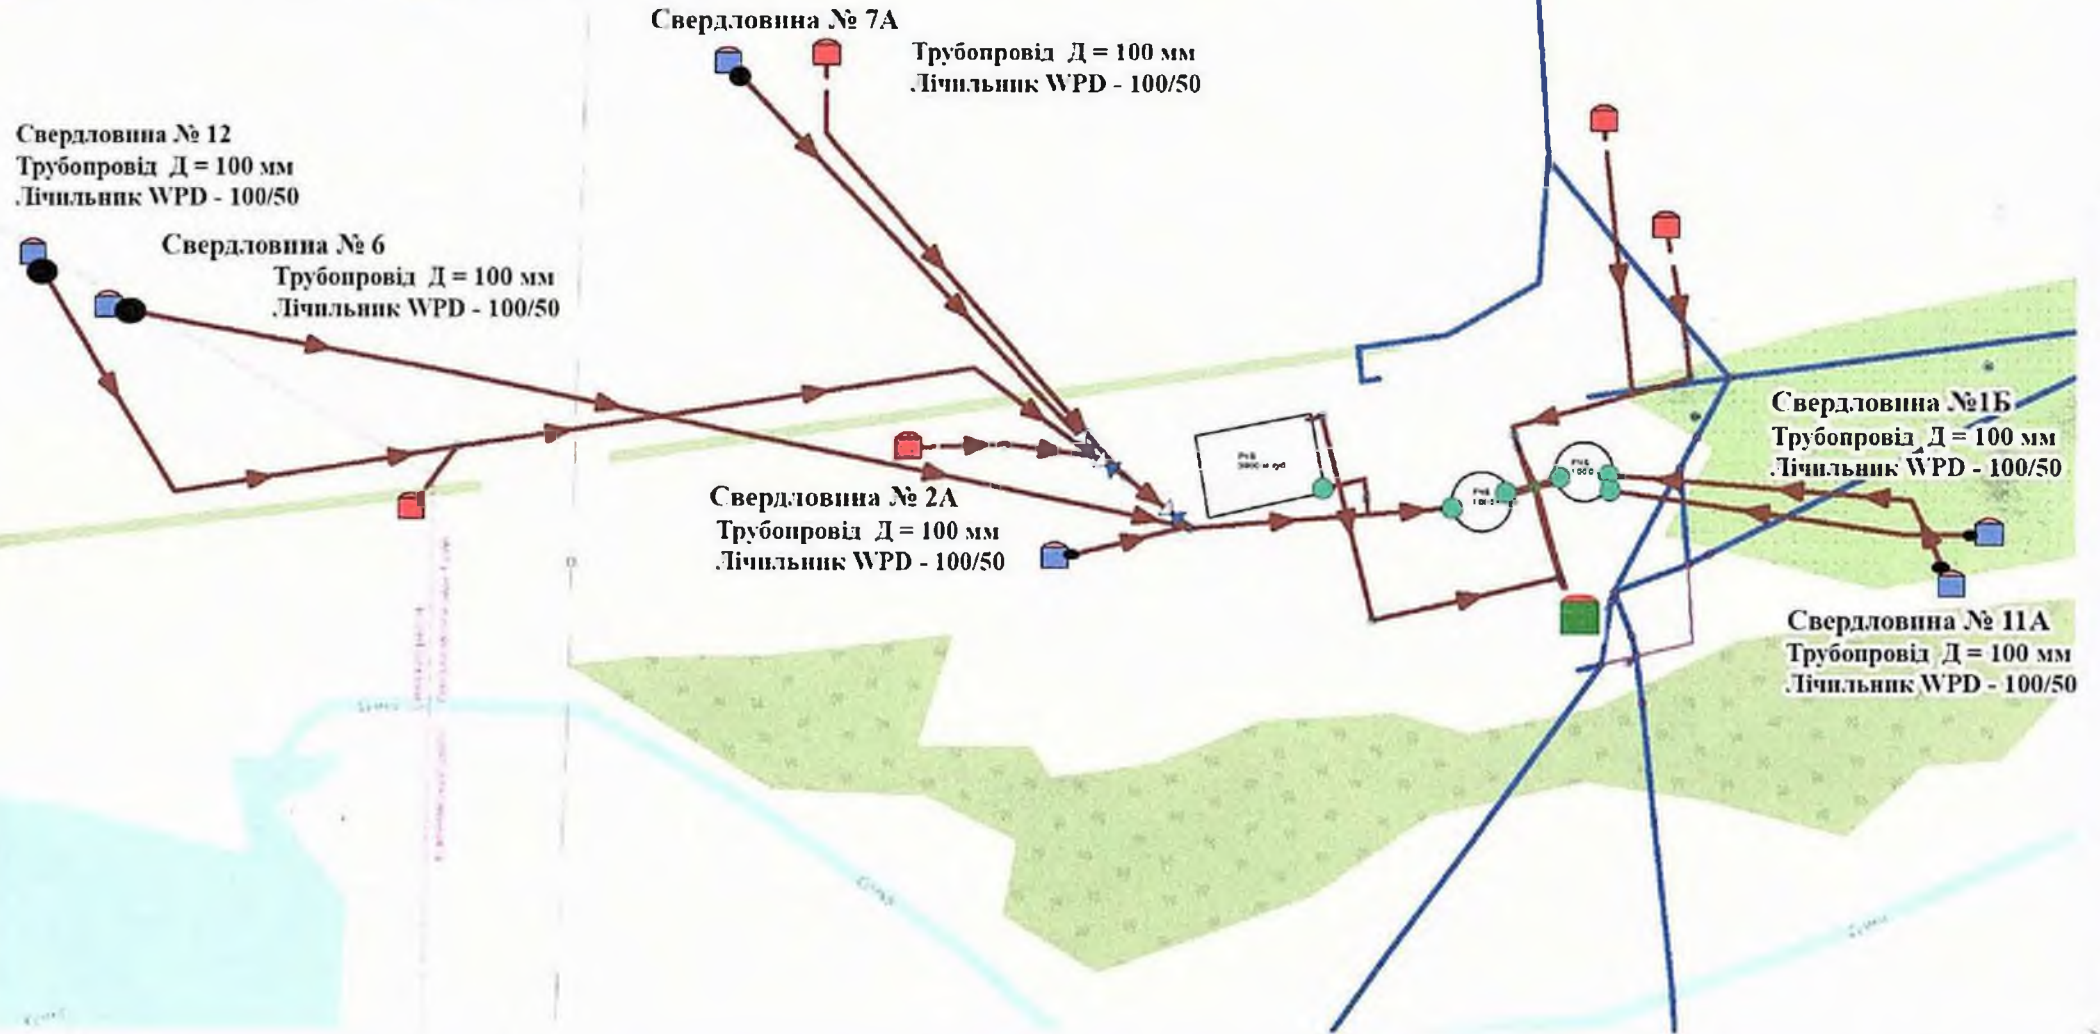 Свердловина № 7А
Трубопровід Д = 100 мм
Лічильник WPD - 100/50
Свердловина № 12
Трубопровід Д = 100 мм
Лічильник WPD - 100/50
Свердловина № 6
Трубопровід Д = 100 мм
Лічильник WPD - 100/50
Свердловина № 2А
Трубопровід Д = 100 мм
Лічильник WPD - 100/50
Свердловина №1Б
Трубопровід Д = 100 мм
Лічильник WPD - 100/50
Свердловина № 11А
Трубопровід Д = 100 мм
Лічильник WPD - 100/50
РЧВ